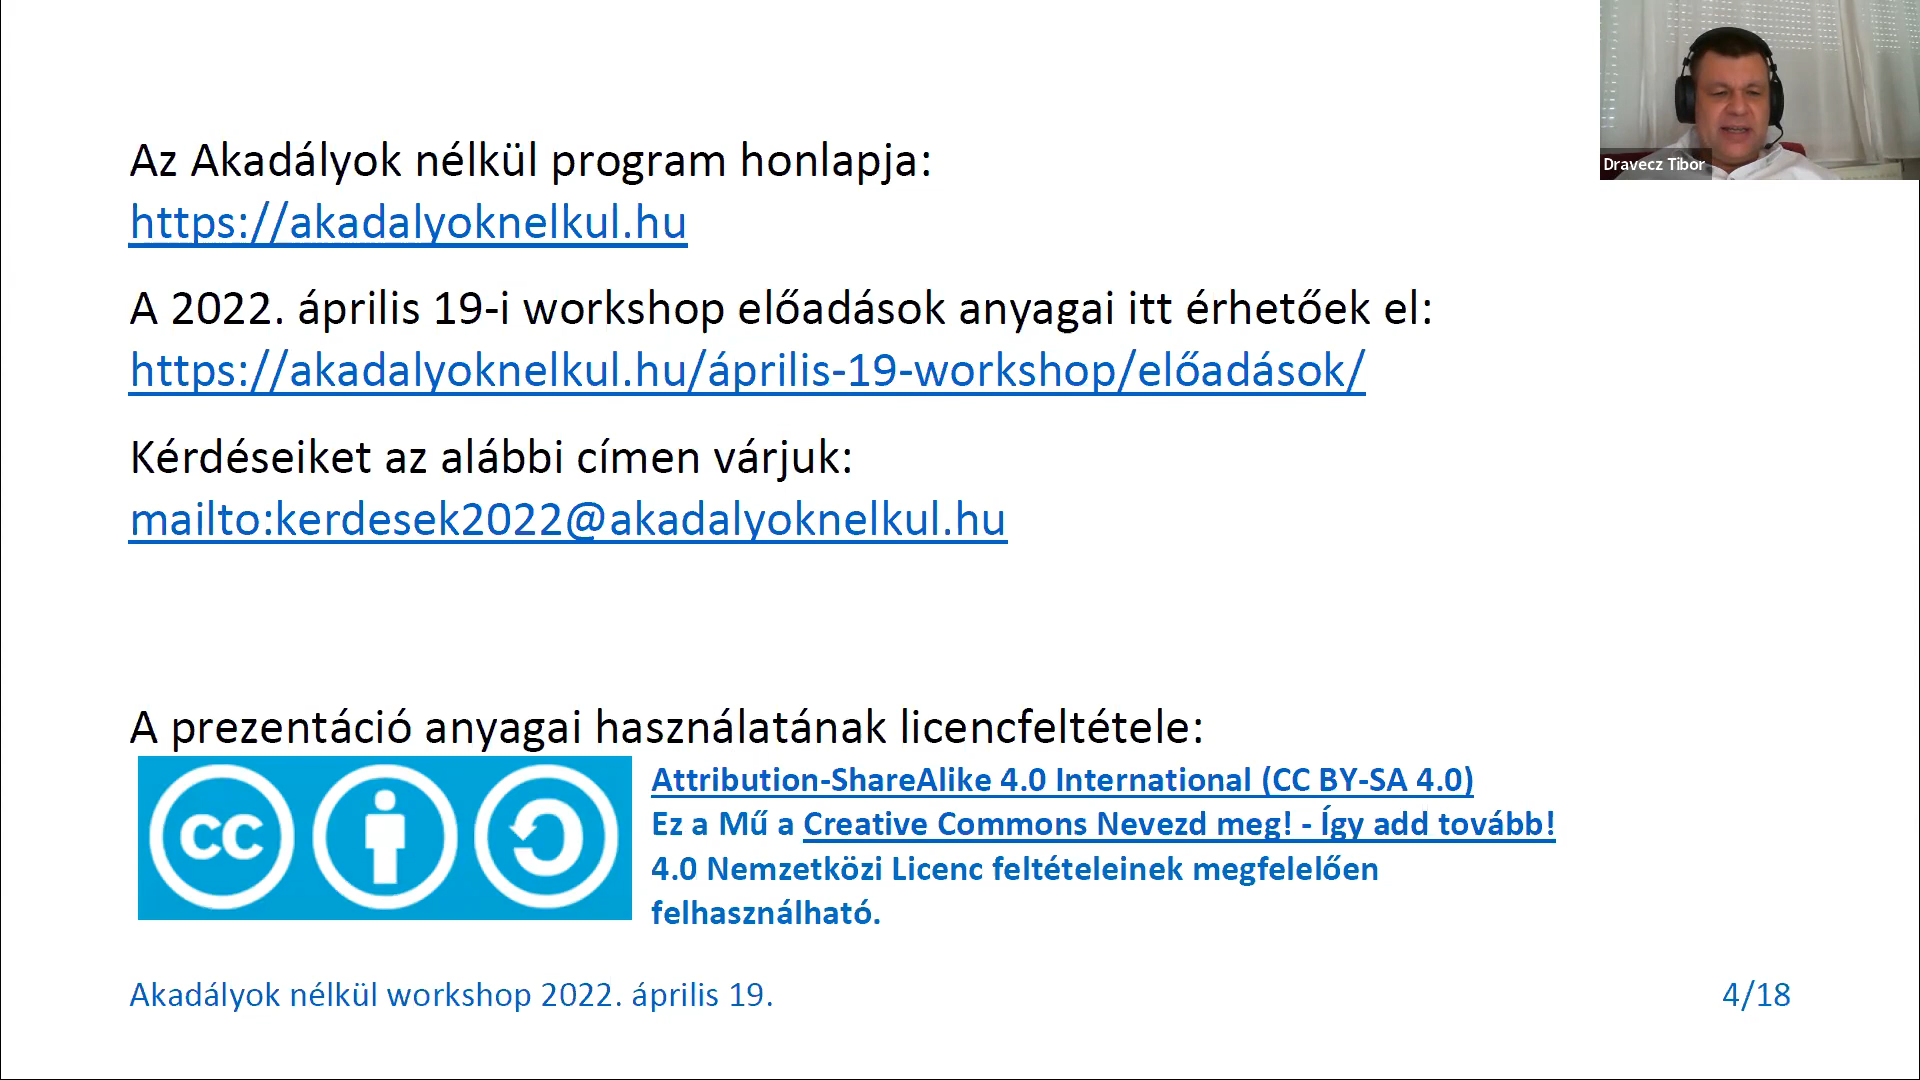 Az Akadályok nélkül program honlapja:
https://akadalyoknelkul.hu
A 2022. április 19-i workshop előadások anyagai itt érhetőek el:
https://akadalyoknelkul.hu/április-19-workshop/előadások/
Kérdéseiket az alábbi címen várjuk:
mailto:kerdesek2022@akadalyoknelkul.hu
A prezentáció anyagai használatának licencfeltétele:
cc
Attribution-ShareAlike 4.0 International (CC BY-SA 4.0)
Ez a Mű a Creative Commons Nevezd meg! - Így add tovább!
4.0 Nemzetközi Licenc feltételeinek megfelelően
felhasználható.
Akadályok nélkül workshop 2022. április 19.
4/18
Dravecz Tibor